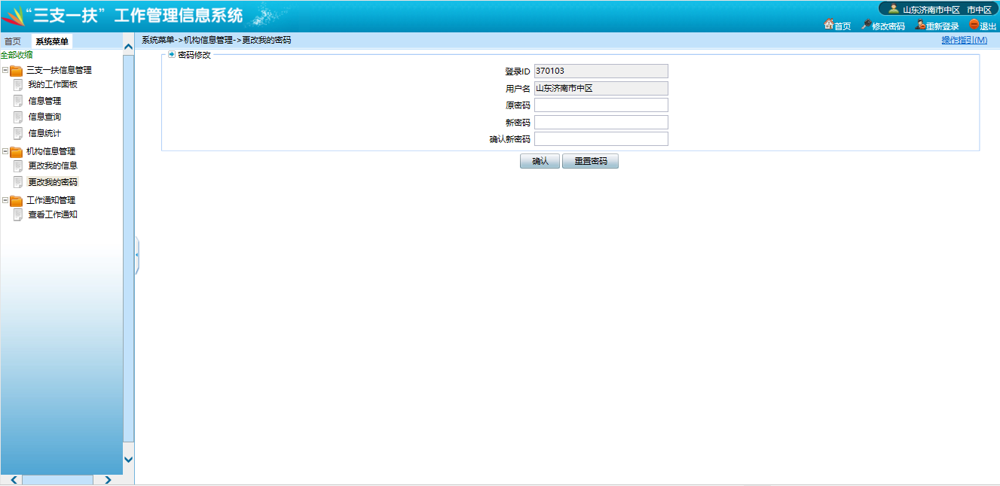 “三支一扶”工作管理信息系统
山东济南市中区 市中区
首页 修改密码 重新登录 退出
首页 系统菜单
系统菜单->机构信息管理->更改我的密码
操作指引(M)
全部收缩
三支一扶信息管理
我的工作面板
信息管理
信息查询
信息统计
机构信息管理
更改我的信息
更改我的密码
工作通知管理
查看工作通知
密码修改
登录ID 370103
用户名 山东济南市中区
原密码
新密码
确认新密码
确认 重置密码